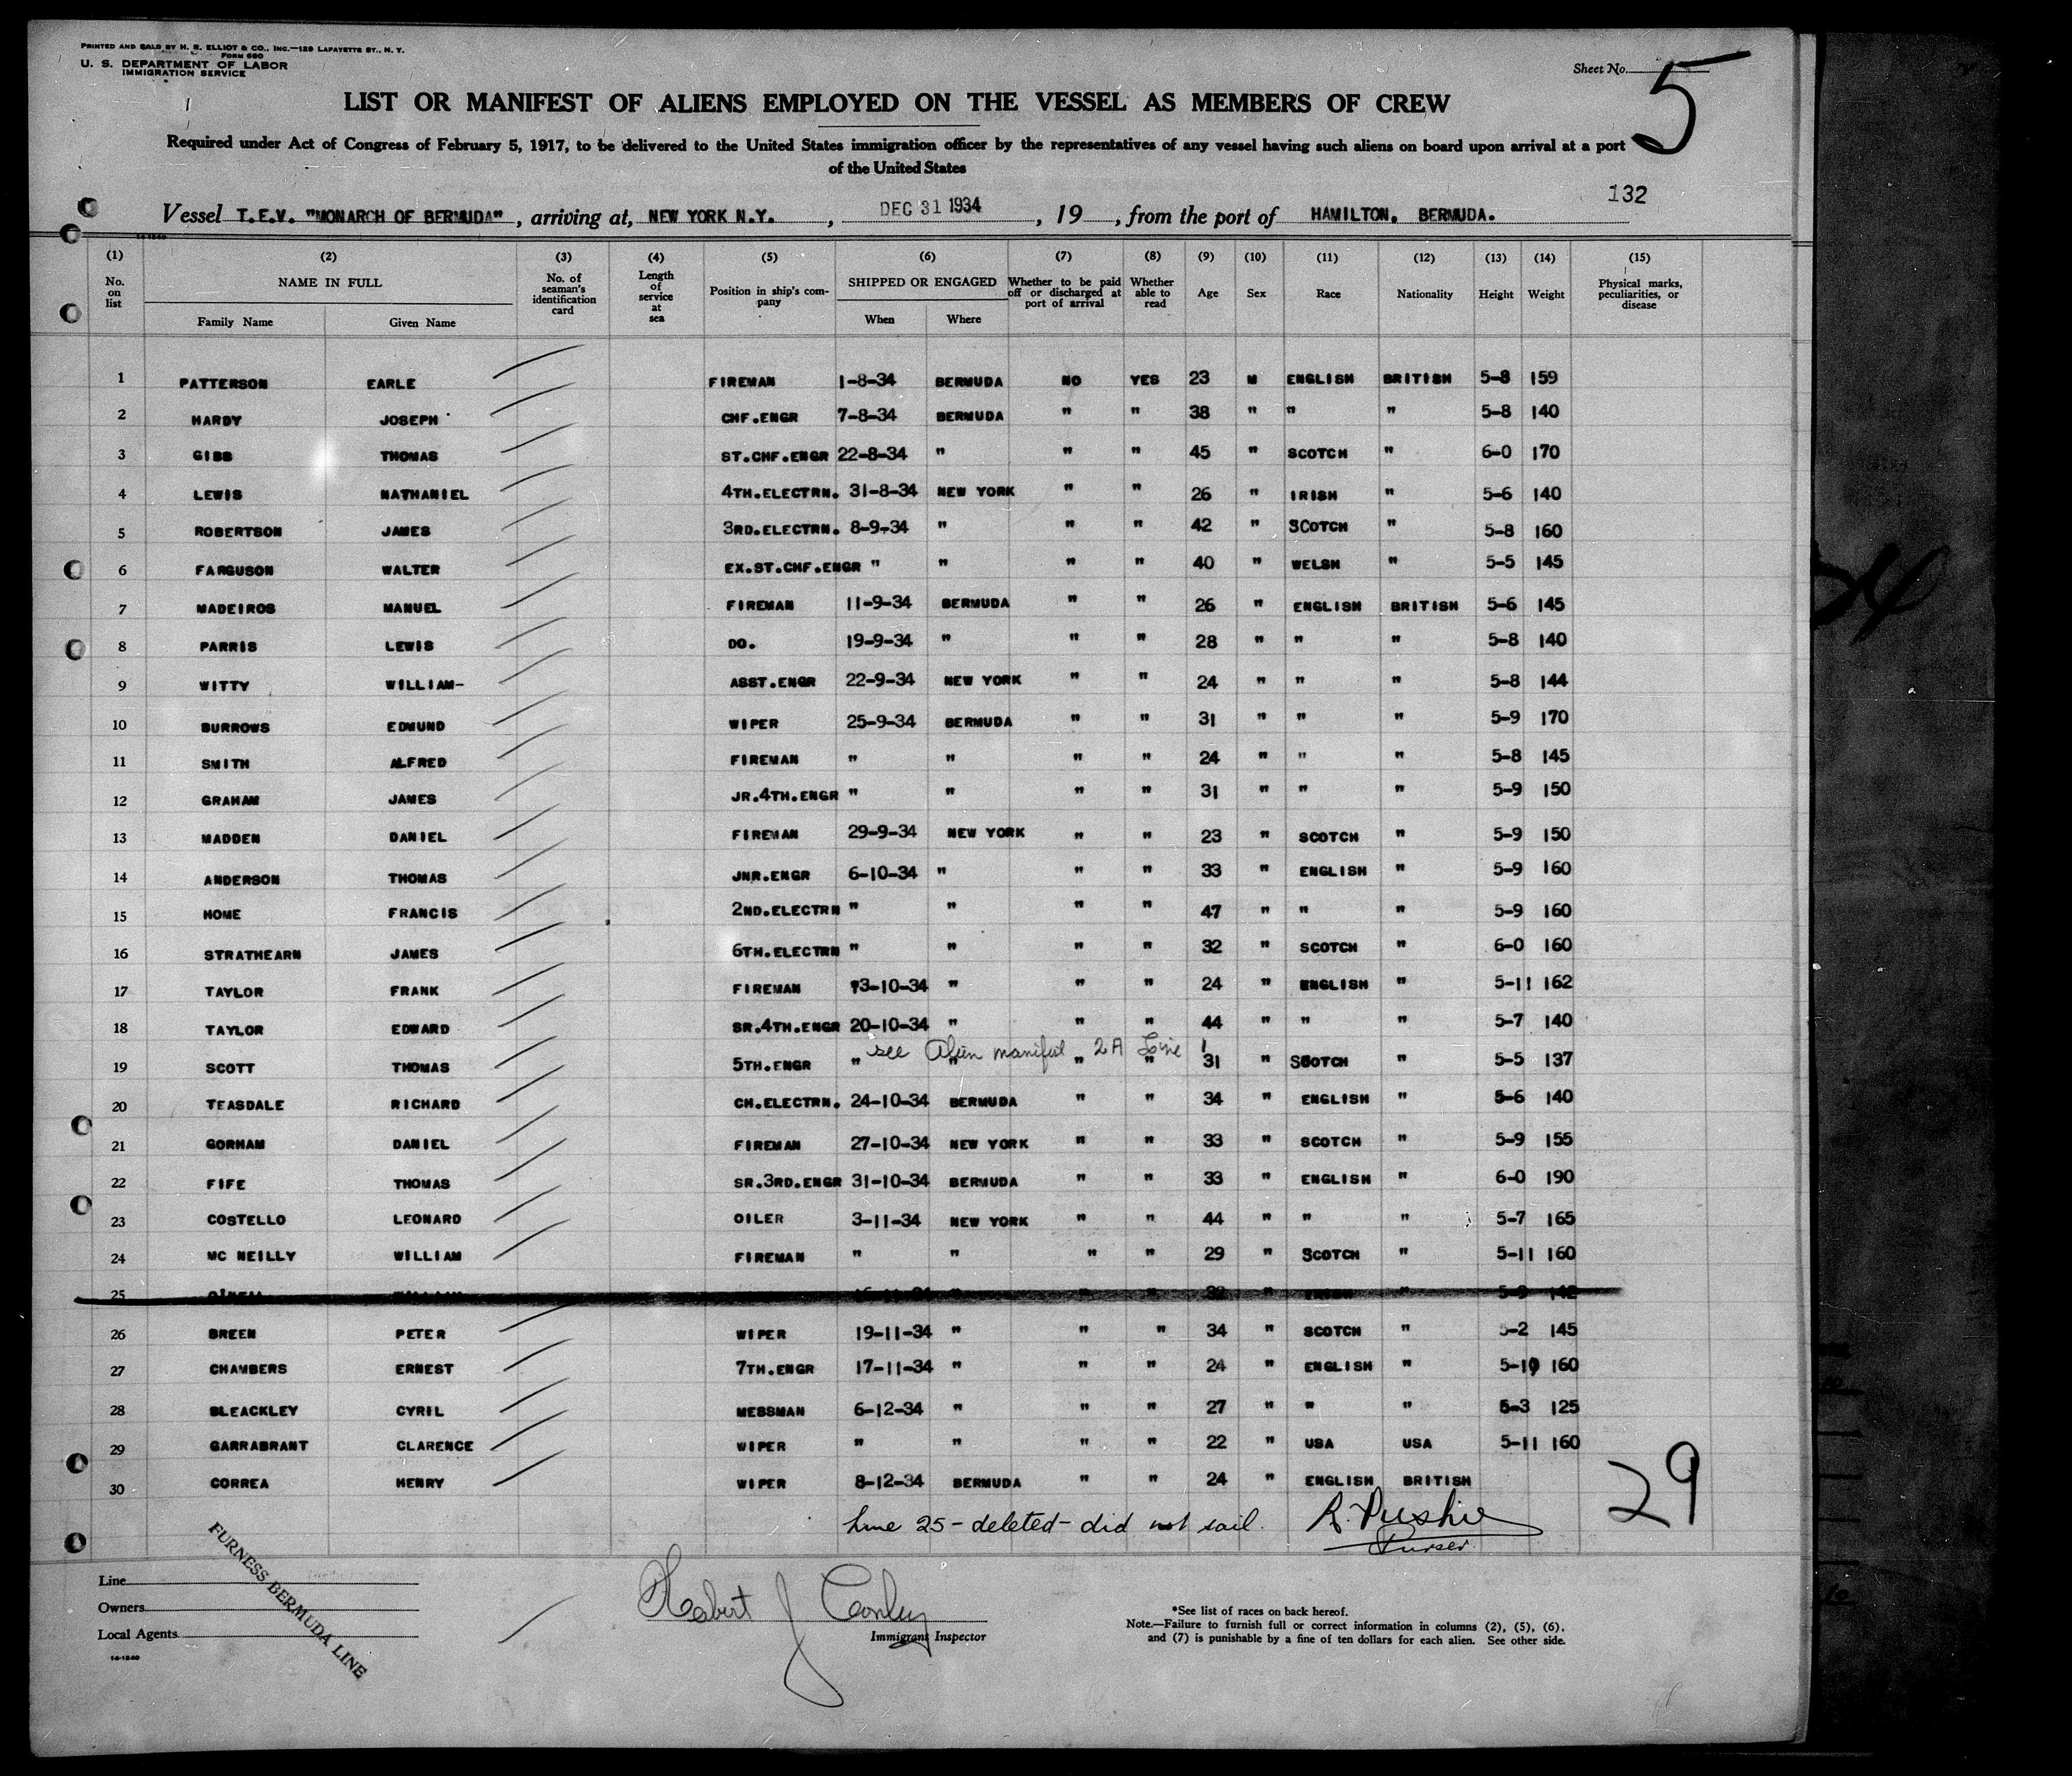 PRINTED AND SOLD BY H. R. ELLIOT & CO., INC.—129 LAFAYETTE ST., N. Y.
FORM 680
U. S. DEPARTMENT OF LABOR
IMMIGRATION SERVICE
Sheet No. 5
LIST OR MANIFEST OF ALIENS EMPLOYED ON THE VESSEL AS MEMBERS OF CREW
Required under Act of Congress of February 5, 1917, to be delivered to the United States immigration officer by the representatives of any vessel having such aliens on board upon arrival at a port
of the United States
132
Vessel T.E.V. "MONARCH OF BERMUDA", arriving at, NEW YORK N.Y., DEC 31 1934, 19 , from the port of HAMILTON, BERMUDA.
14-1240
(1) (2) (3) (4) (5) (6) (7) (8) (9) (10) (11) (12) (13) (14) (15)
No. on list NAME IN FULL Family Name Given Name No. of seaman's identification card Length of service at sea Position in ship's company SHIPPED OR ENGAGED When Where Whether to be paid off or discharged at port of arrival Whether able to read Age Sex Race Nationality Height Weight Physical marks, peculiarities, or disease
1 PATTERSON EARLE FIREMAN 1-8-34 BERMUDA NO YES 23 M ENGLISH BRITISH 5-8 159
2 HARDY JOSEPH CHF.ENGR 7-8-34 BERMUDA " " 38 " " " 5-8 140
3 GIBB THOMAS ST.CHF.ENGR 22-8-34 " " " 45 " SCOTCH " 6-0 170
4 LEWIS NATHANIEL 4TH.ELECTRN. 31-8-34 NEW YORK " " 26 " IRISH " 5-6 140
5 ROBERTSON JAMES 3RD.ELECTRN. 8-9-34 " " " 42 " SCOTCH " 5-8 160
6 FARGUSON WALTER EX.ST.CHF.ENGR " " " " 40 " WELSH " 5-5 145
7 MADEIROS MANUEL FIREMAN 11-9-34 BERMUDA " " 26 " ENGLISH BRITISH 5-6 145
8 PARRIS LEWIS DO. 19-9-34 " " " 28 " " " 5-8 140
9 WITTY WILLIAM- ASST.ENGR 22-9-34 NEW YORK " " 24 " " " 5-8 144
10 BURROWS EDMUND WIPER 25-9-34 BERMUDA " " 31 " " " 5-9 170
11 SMITH ALFRED FIREMAN " " " " 24 " " " 5-8 145
12 GRAHAM JAMES JR.4TH.ENGR " " " " 31 " " " 5-9 150
13 MADDEN DANIEL FIREMAN 29-9-34 NEW YORK " " 23 " SCOTCH " 5-9 150
14 ANDERSON THOMAS JNR.ENGR 6-10-34 " " " 33 " ENGLISH " 5-9 160
15 HOME FRANCIS 2ND.ELECTRN " " " " 47 " " " 5-9 160
16 STRATHEARN JAMES 6TH.ELECTRN " " " " 32 " SCOTCH " 6-0 160
17 TAYLOR FRANK FIREMAN 13-10-34 " " " 24 " ENGLISH " 5-11 162
18 TAYLOR EDWARD SR.4TH.ENGR 20-10-34 " " " 44 " " " 5-7 140
see Alien manifest 2A Line 1
19 SCOTT THOMAS 5TH.ENGR " " " " 31 " SCOTCH " 5-5 137
20 TEASDALE RICHARD CH.ELECTRN. 24-10-34 BERMUDA " " 34 " ENGLISH " 5-6 140
21 GORHAM DANIEL FIREMAN 27-10-34 NEW YORK " " 33 " SCOTCH " 5-9 155
22 FIFE THOMAS SR.3RD.ENGR 31-10-34 BERMUDA " " 33 " ENGLISH " 6-0 190
23 COSTELLO LEONARD OILER 3-11-34 NEW YORK " " 44 " " " 5-7 165
24 MC NEILLY WILLIAM FIREMAN " " " " 29 " SCOTCH " 5-11 160
25
26 BREEN PETER WIPER 19-11-34 " " " 34 " SCOTCH " 5-2 145
27 CHAMBERS ERNEST 7TH.ENGR 17-11-34 " " " 24 " ENGLISH " 5-10 160
28 BLEACKLEY CYRIL MESSMAN 6-12-34 " " " 27 " " " 5-3 125
29 GARRABRANT CLARENCE WIPER " " " " 22 " USA USA 5-11 160
30 CORREA HENRY WIPER 8-12-34 BERMUDA " " 24 " ENGLISH BRITISH
29
Line 25 - deleted - did not sail. R. Pushie
Purser
FURNESS BERMUDA LINE
Line
Owners
Local Agents
14-1240
Robert J Conley
Immigrant Inspector
*See list of races on back hereof.
Note.—Failure to furnish full or correct information in columns (2), (5), (6),
and (7) is punishable by a fine of ten dollars for each alien. See other side.